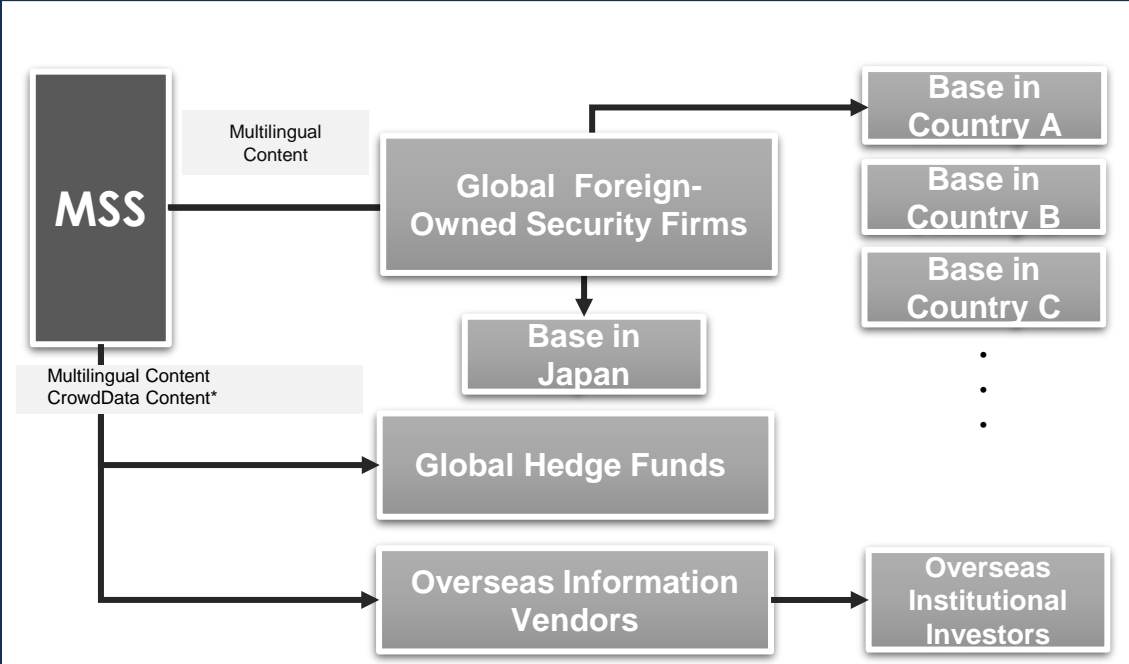 MSS
Multilingual
Content
Global Foreign-
Owned Security Firms
Base in
Country A
Base in
Country B
Base in
Country C
Base in
Japan
.
.
.
Multilingual Content
CrowdData Content*
Global Hedge Funds
Overseas Information
Vendors
Overseas
Institutional
Investors